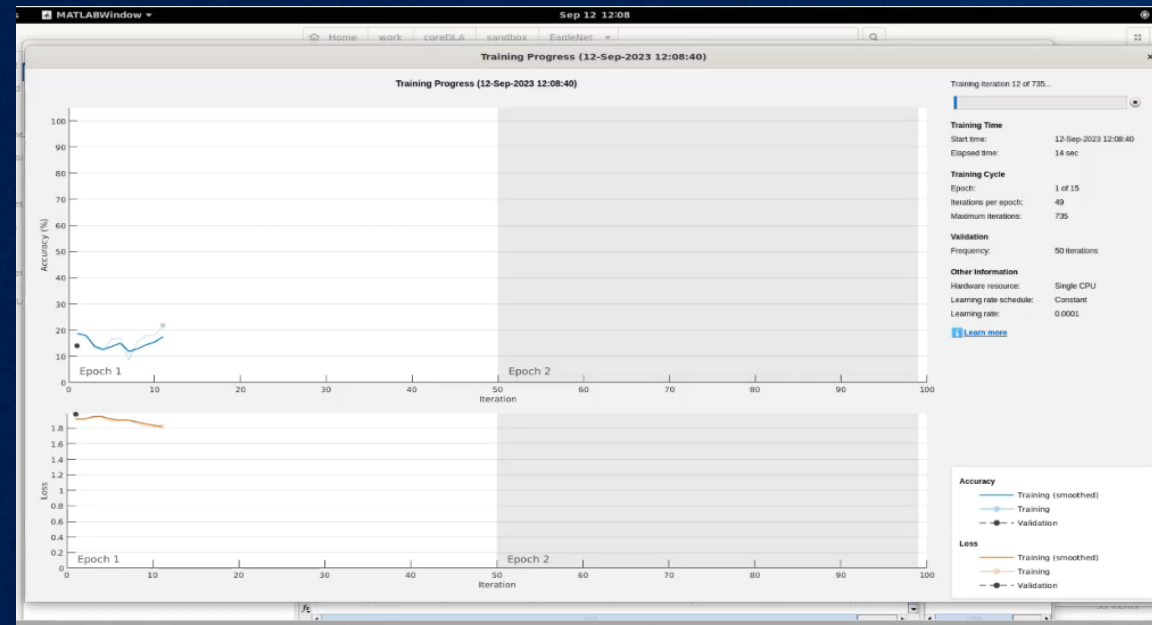 MATLABWindow
Sep 12 12:08
Home work coreDLA sandbox EagleNet
Training Progress (12-Sep-2023 12:08:40)
Training Progress (12-Sep-2023 12:08:40)
Training iteration 12 of 735...
Training Time
Start time: 12-Sep-2023 12:08:40
Elapsed time: 14 sec
Training Cycle
Epoch: 1 of 15
Iterations per epoch: 49
Maximum iterations: 735
Validation
Frequency: 50 iterations
Other Information
Hardware resource: Single CPU
Learning rate schedule: Constant
Learning rate: 0.0001
i Learn more
Accuracy (%)
100
90
80
70
60
50
40
30
20
10
0
Epoch 1
Epoch 2
0 10 20 30 40 50 60 70 80 90 100
Iteration
Loss
1.8
1.6
1.4
1.2
1
0.8
0.6
0.4
0.2
0
Epoch 1
Epoch 2
0 10 20 30 40 50 60 70 80 90 100
Iteration
Accuracy
Training (smoothed)
Training
Validation
Loss
Training (smoothed)
Training
Validation
fx